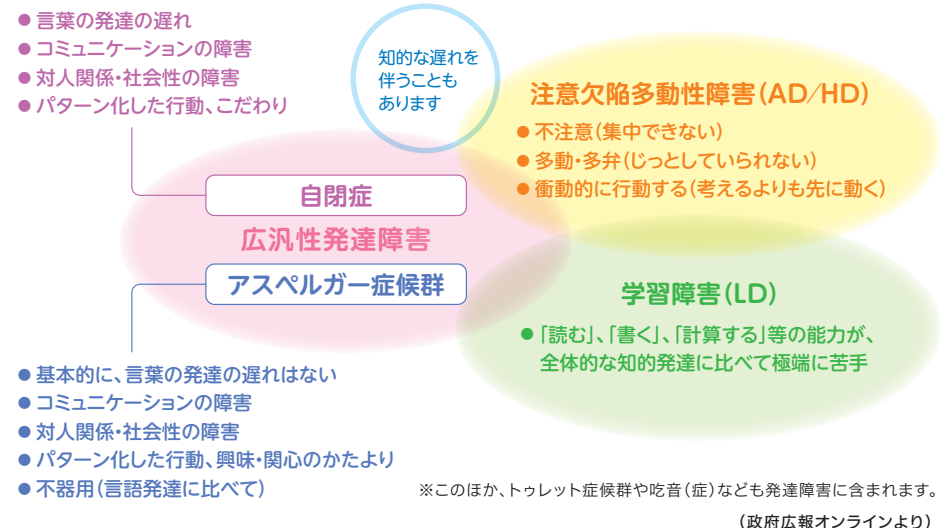 ● 言葉の発達の遅れ
● コミュニケーションの障害
● 対人関係・社会性の障害
● パターン化した行動、こだわり
知的な遅れを
伴うことも
あります
注意欠陥多動性障害(AD/HD)
● 不注意(集中できない)
● 多動・多弁(じっとしていられない)
● 衝動的に行動する(考えるよりも先に動く)
自閉症
広汎性発達障害
アスペルガー症候群
学習障害(LD)
● 「読む」、「書く」、「計算する」等の能力が、
全体的な知的発達に比べて極端に苦手
● 基本的に、言葉の発達の遅れはない
● コミュニケーションの障害
● 対人関係・社会性の障害
● パターン化した行動、興味・関心のかたより
● 不器用(言語発達に比べて)
※このほか、トゥレット症候群や吃音(症)なども発達障害に含まれます。
(政府広報オンラインより)